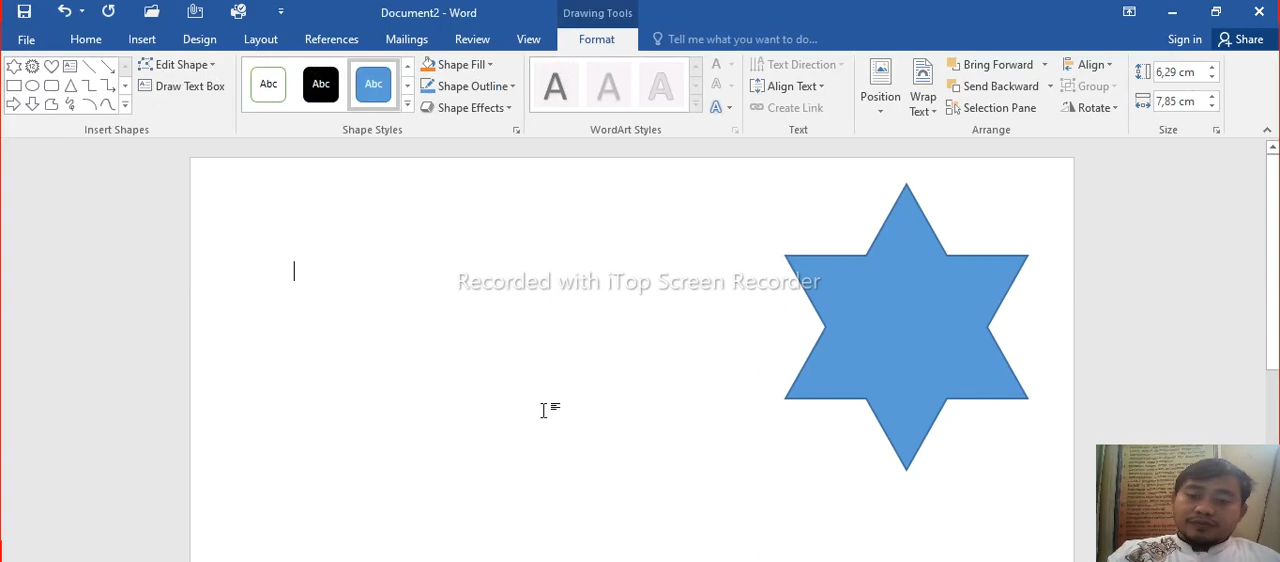 Document2 - Word
Drawing Tools
File Home Insert Design Layout References Mailings Review View Format Tell me what you want to do... Sign in Share
Edit Shape
Draw Text Box
Insert Shapes
Abc Abc Abc
Shape Fill
Shape Outline
Shape Effects
Shape Styles
A A A
A
A
A
WordArt Styles
Text Direction
Align Text
Create Link
Text
Position
Wrap
Text
Bring Forward
Send Backward
Selection Pane
Align
Group
Rotate
Arrange
6,29 cm
7,85 cm
Size
Recorded with iTop Screen Recorder